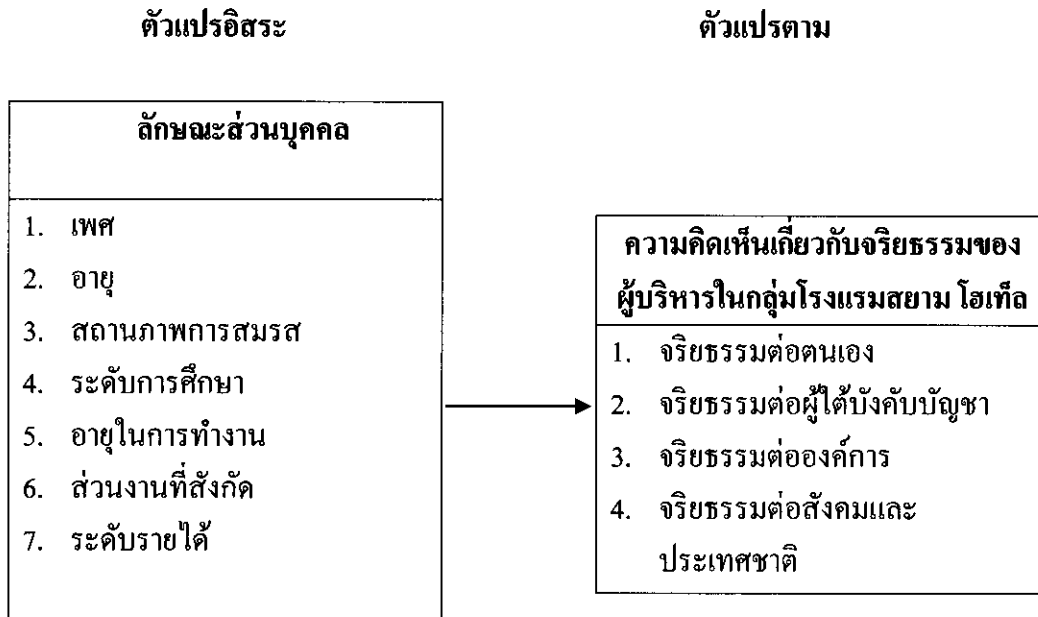 ตัวแปรอิสระ
ตัวแปรตาม
ลักษณะส่วนบุคคล
1. เพศ
2. อายุ
3. สถานภาพการสมรส
4. ระดับการศึกษา
5. อายุในการทำงาน
6. ส่วนงานที่สังกัด
7. ระดับรายได้
ความคิดเห็นเกี่ยวกับจริยธรรมของ
ผู้บริหารในกลุ่มโรงแรมสยาม โฮเท็ล
1. จริยธรรมต่อตนเอง
2. จริยธรรมต่อผู้ใต้บังคับบัญชา
3. จริยธรรมต่อองค์การ
4. จริยธรรมต่อสังคมและ
ประเทศชาติ